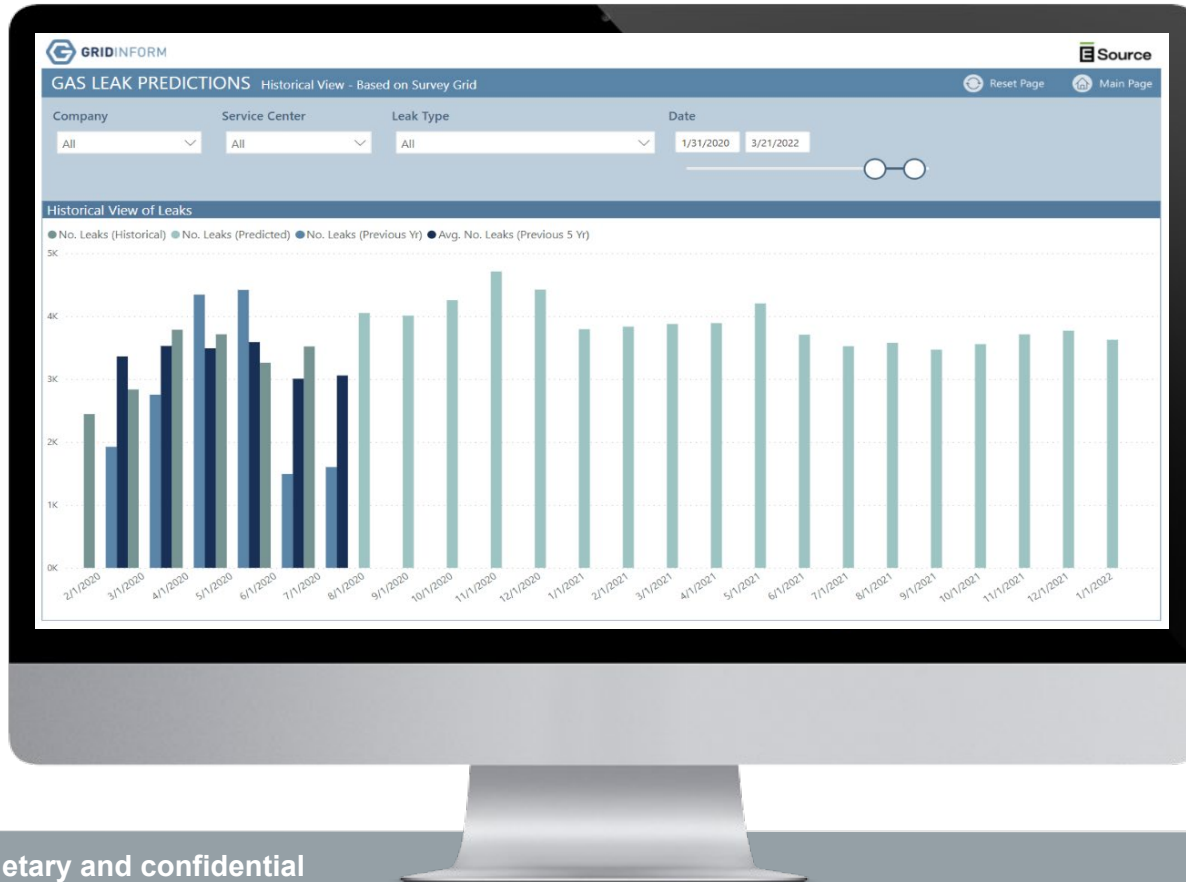 GRIDINFORM
E Source
GAS LEAK PREDICTIONS Historical View - Based on Survey Grid
Reset Page
Main Page
Company
Service Center
Leak Type
Date
All
All
All
1/31/2020
3/21/2022
Historical View of Leaks
No. Leaks (Historical) No. Leaks (Predicted) No. Leaks (Previous Yr) Avg. No. Leaks (Previous 5 Yr)
5K
4K
3K
2K
1K
0K
2/1/2020 3/1/2020 4/1/2020 5/1/2020 6/1/2020 7/1/2020 8/1/2020 9/1/2020 10/1/2020 11/1/2020 12/1/2020 1/1/2021 2/1/2021 3/1/2021 4/1/2021 5/1/2021 6/1/2021 7/1/2021 8/1/2021 9/1/2021 10/1/2021 11/1/2021 12/1/2021 1/1/2022
etary and confidential